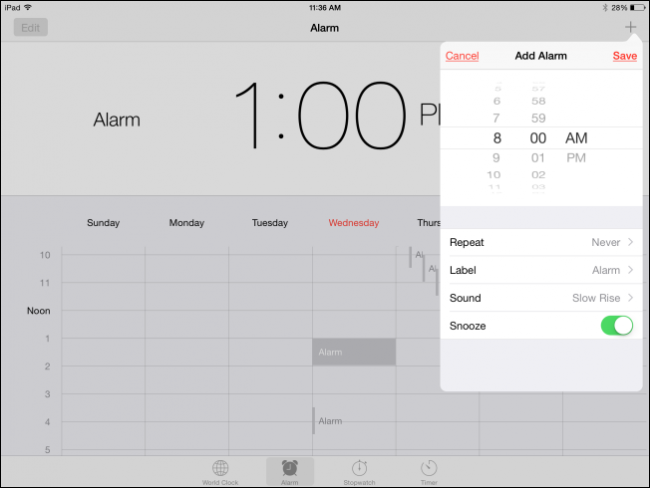 iPad 11:36 AM 28%
Edit Alarm +
Cancel Add Alarm Save
Alarm 1:00
57
6 58
7 59
8 00 AM
9 01 PM
10 02
11 03
Sunday Monday Tuesday Wednesday Thurs
Repeat Never
Label Alarm
Sound Slow Rise
Snooze
10 Al
11 Al
Noon
1 Alarm
2
3
4 Alarm
5
World Clock Alarm Stopwatch Timer